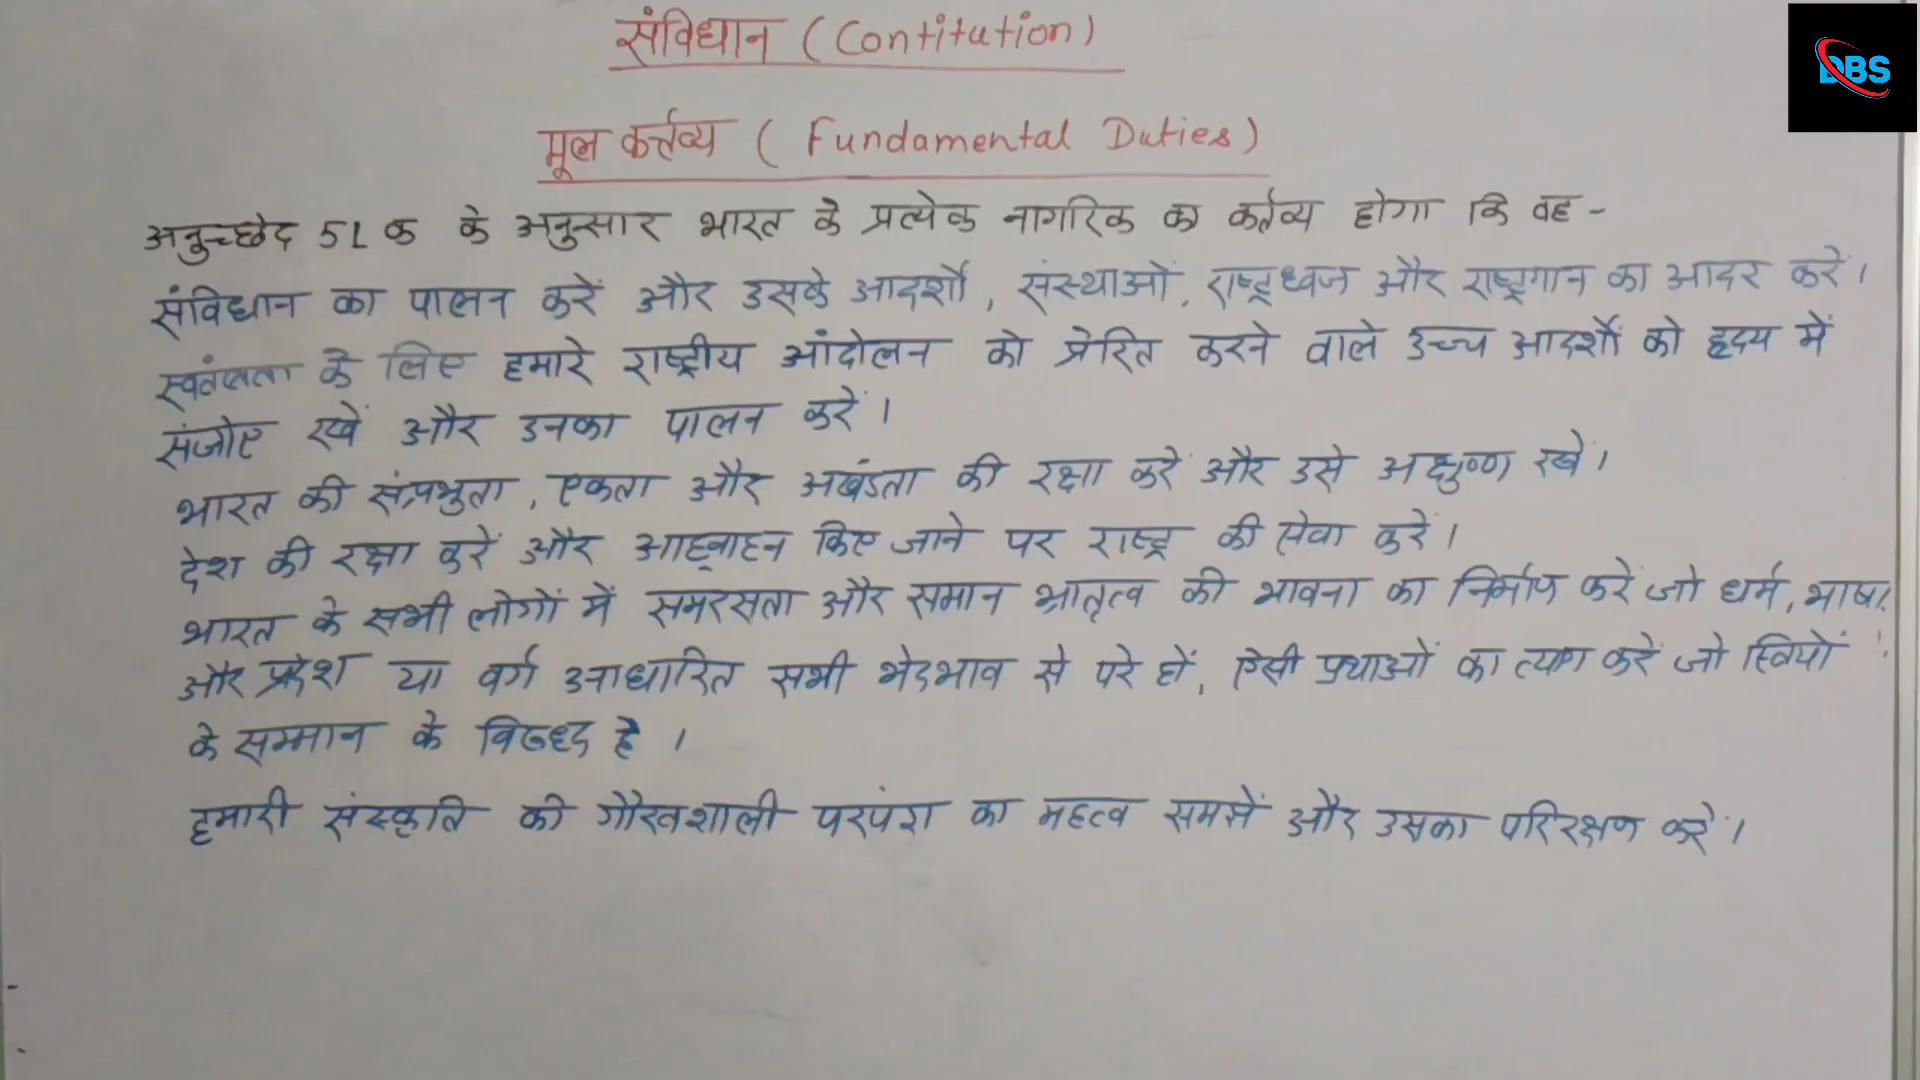 संविधान (Contitution)
DBS
मूल कर्त्तव्य ( Fundamental Duties)
अनुच्छेद 51 क के अनुसार भारत के प्रत्येक नागरिक का कर्तव्य होगा कि वह -
संविधान का पालन करें और उसके आदर्शों, संस्थाओं, राष्ट्रध्वज और राष्ट्रगान का आदर करें।
स्वतंत्रता के लिए हमारे राष्ट्रीय आंदोलन को प्रेरित करने वाले उच्च आदर्शों को हृदय में
संजोए रखें और उनका पालन करें।
भारत की संप्रभुता, एकता और अखंडता की रक्षा करें और उसे अक्षुण्ण रखें।
देश की रक्षा करें और आह्वाहन किए जाने पर राष्ट्र की सेवा करें।
भारत के सभी लोगों में समरसता और समान भातृत्व की भावना का निर्माण करें जो धर्म, भाषा,
और प्रदेश या वर्ग आधारित सभी भेदभाव से परे हों, ऐसी प्रथाओं का त्याग करें जो स्त्रियों
के सम्मान के विरुध्द है ।
हमारी संस्कृति की गौरवशाली परपंरा का महत्व समझें और उसका परिरक्षण करें।